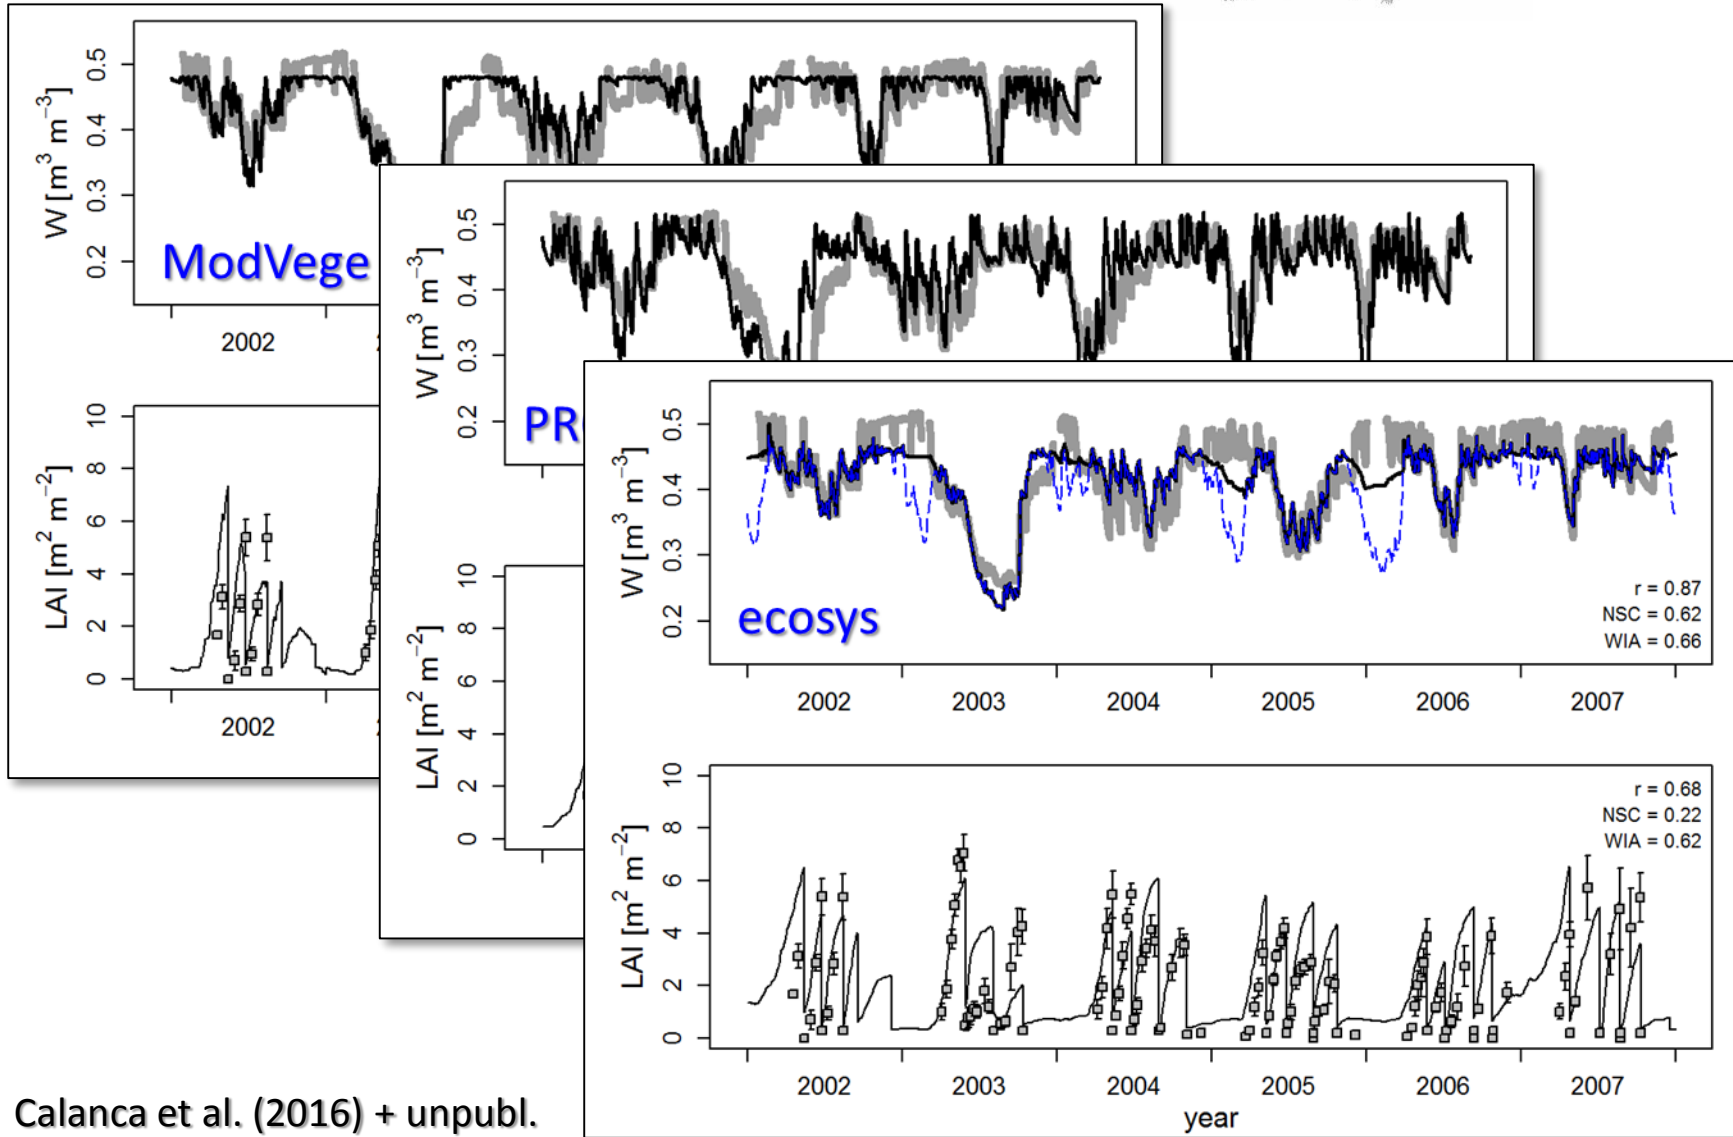 W [m³ m⁻³]
0.5
0.4
0.3
0.2
ModVege
2002
LAI [m² m⁻²]
10
8
6
4
2
0
2002
W [m³ m⁻³]
0.5
0.4
0.3
0.2
LAI [m² m⁻²]
10
8
6
4
2
0
W [m³ m⁻³]
0.5
0.4
0.3
0.2
ecosys
r = 0.87
NSC = 0.62
WIA = 0.66
2002 2003 2004 2005 2006 2007
LAI [m² m⁻²]
10
8
6
4
2
0
r = 0.68
NSC = 0.22
WIA = 0.62
2002 2003 2004 2005 2006 2007
year
Calanca et al. (2016) + unpubl.